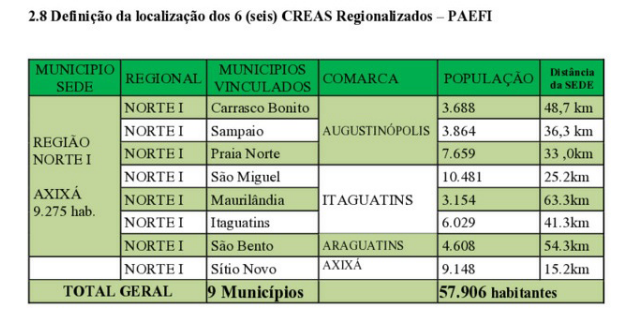 2.8 Definição da localização dos 6 (seis) CREAS Regionalizados – PAEFI
MUNICIPIO SEDE REGIONAL MUNICIPIOS VINCULADOS COMARCA POPULAÇÃO Distância da SEDE
REGIÃO NORTE I
AXIXÁ
9.275 hab.
NORTE I Carrasco Bonito AUGUSTINÓPOLIS 3.688 48,7 km
NORTE I Sampaio 3.864 36,3 km
NORTE I Praia Norte 7.659 33 ,0km
NORTE I São Miguel ITAGUATINS 10.481 25.2km
NORTE I Maurilândia 3.154 63.3km
NORTE I Itaguatins 6.029 41.3km
NORTE I São Bento ARAGUATINS 4.608 54.3km
NORTE I Sítio Novo AXIXÁ 9.148 15.2km
TOTAL GERAL 9 Municípios 57.906 habitantes